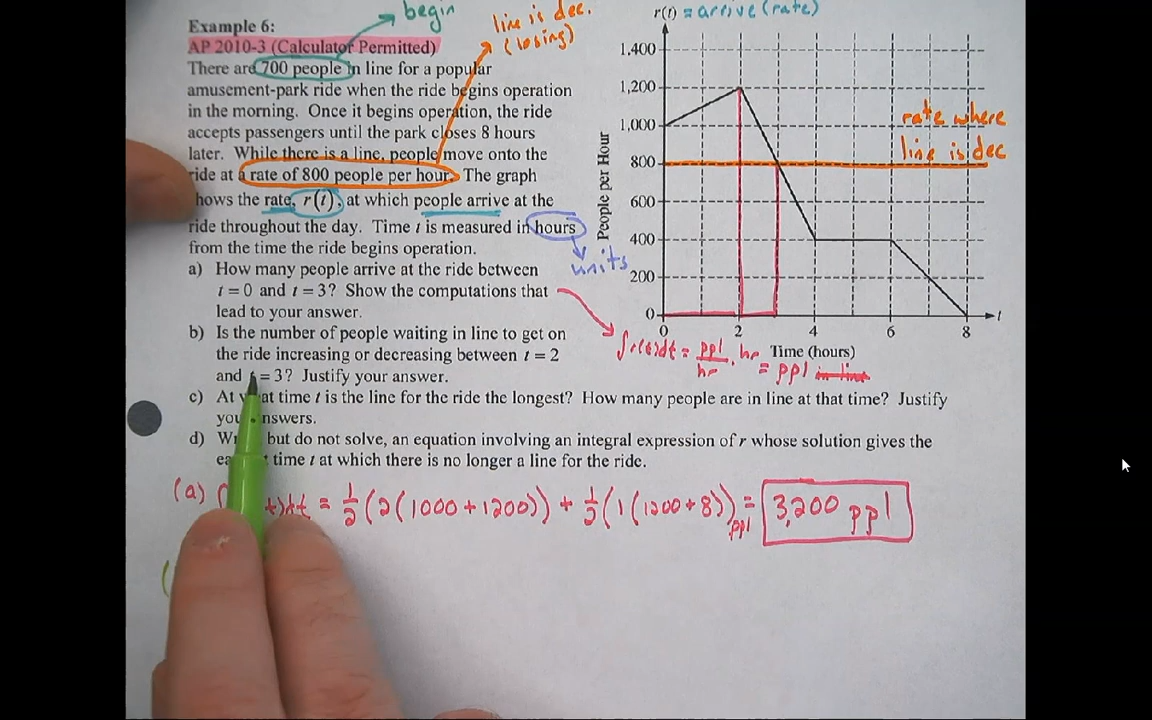 Example 6:
AP 2010-3 (Calculator Permitted)
There are 700 people in line for a popular
amusement-park ride when the ride begins operation
in the morning. Once it begins operation, the ride
accepts passengers until the park closes 8 hours
later. While there is a line, people move onto the
ride at a rate of 800 people per hour. The graph
hows the rate, r(t), at which people arrive at the
ride throughout the day. Time t is measured in hours
from the time the ride begins operation.
a) How many people arrive at the ride between
t = 0 and t = 3? Show the computations that
lead to your answer.
b) Is the number of people waiting in line to get on
the ride increasing or decreasing between t = 2
and = 3? Justify your answer.
c) At time t is the line for the ride the longest? How many people are in line at that time? Justify
answers.
d) but do not solve, an equation involving an integral expression of r whose solution gives the
time t at which there is no longer a line for the ride.
begin
line is dec.
(losing)
units
r(t) = arrive (rate)
1,400
1,200
1,000
800
600
400
200
0
People per Hour
rate where
line is dec
0 2 4 6 8 t
Time (hours)
∫r(t)dt = ppl/hr · hr
= ppl in line
(a) t)dt = 1/2(2(1000+1200)) + 1/2(1(1200+8)) = 3,200 ppl
ppl